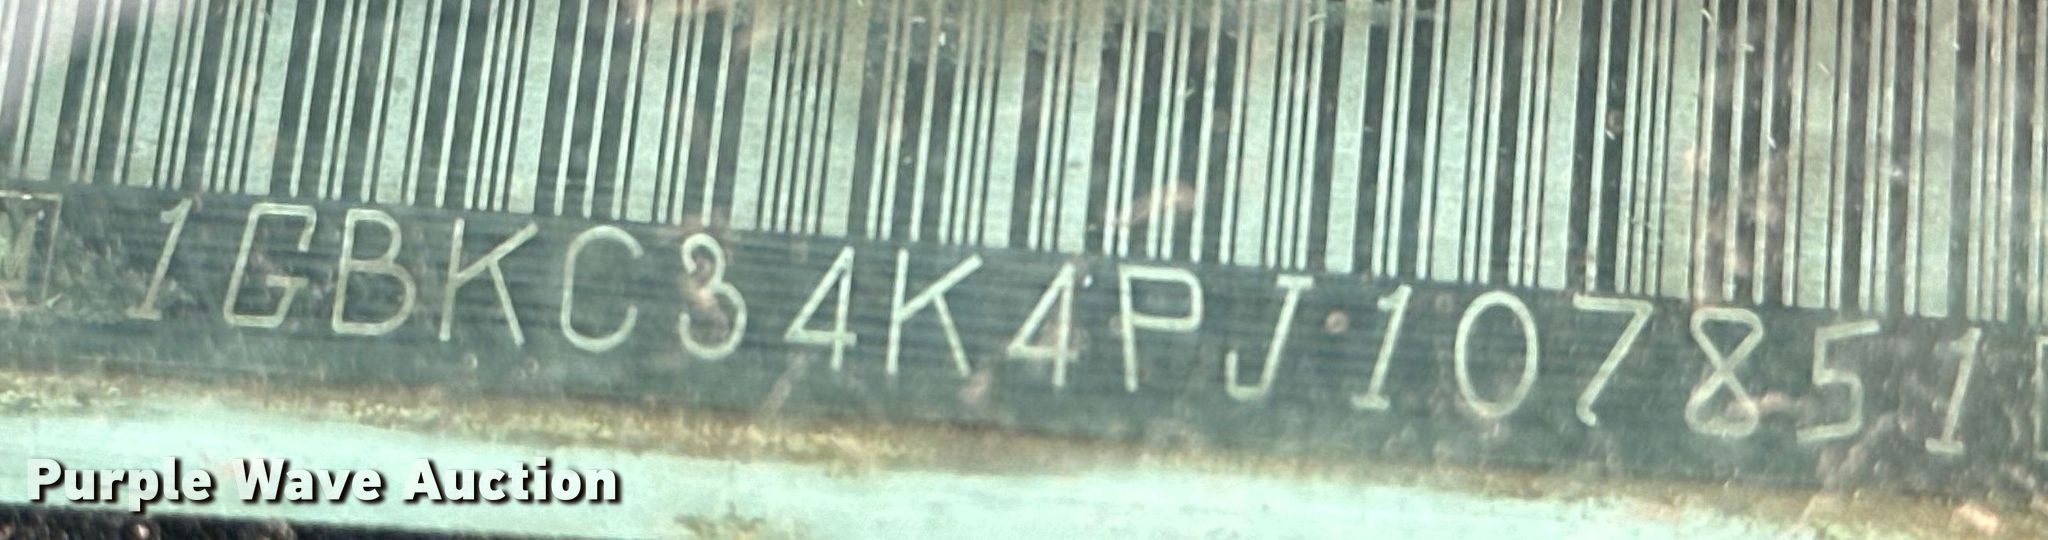 1GBKC34K4PJ107851
Purple Wave Auction